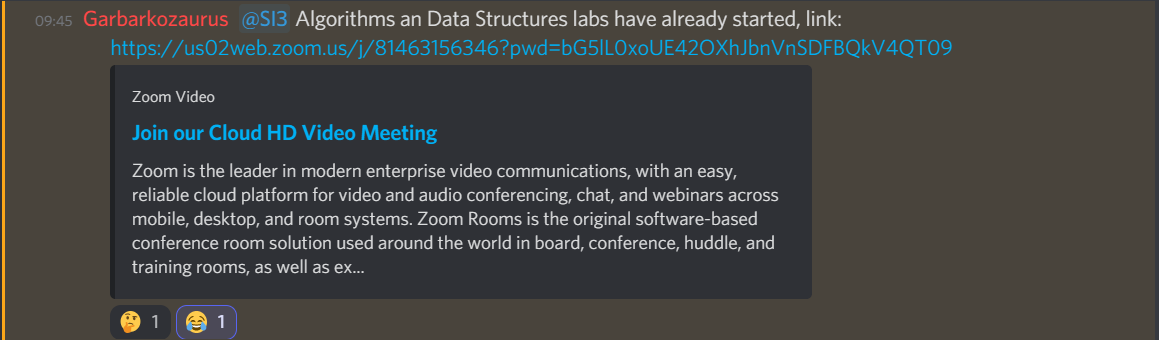 09:45 Garbarkozaurus @SI3 Algorithms an Data Structures labs have already started, link:
https://us02web.zoom.us/j/81463156346?pwd=bG5lL0xoUE42OXhJbnVnSDFBQkV4QT09
Zoom Video
Join our Cloud HD Video Meeting
Zoom is the leader in modern enterprise video communications, with an easy,
reliable cloud platform for video and audio conferencing, chat, and webinars across
mobile, desktop, and room systems. Zoom Rooms is the original software-based
conference room solution used around the world in board, conference, huddle, and
training rooms, as well as ex...
🤔 1 😂 1